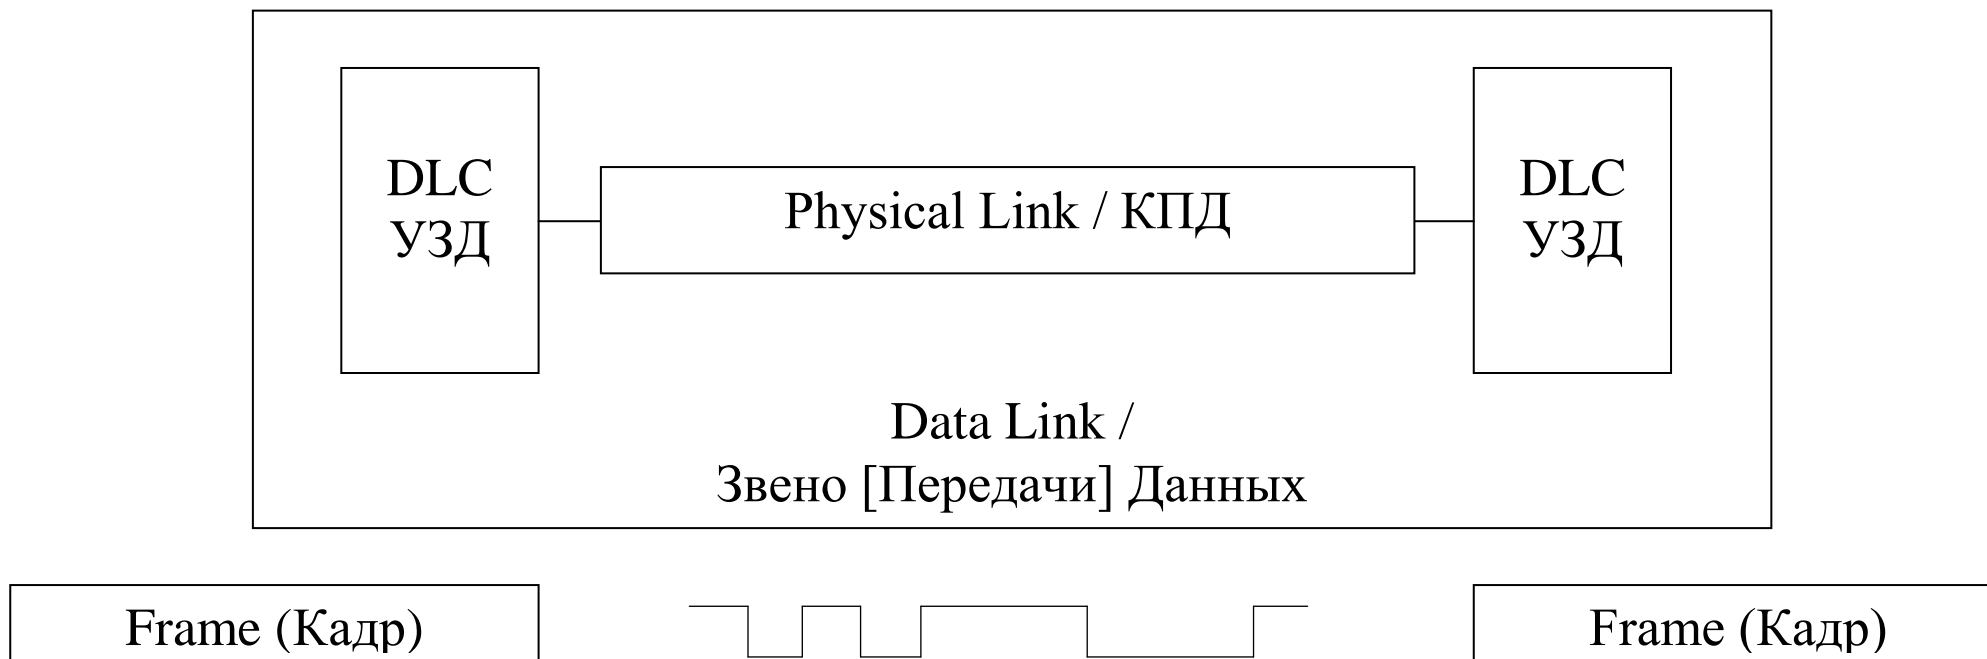 DLC
УЗД
Physical Link / КПД
DLC
УЗД
Data Link /
Звено [Передачи] Данных
Frame (Кадр)
Frame (Кадр)